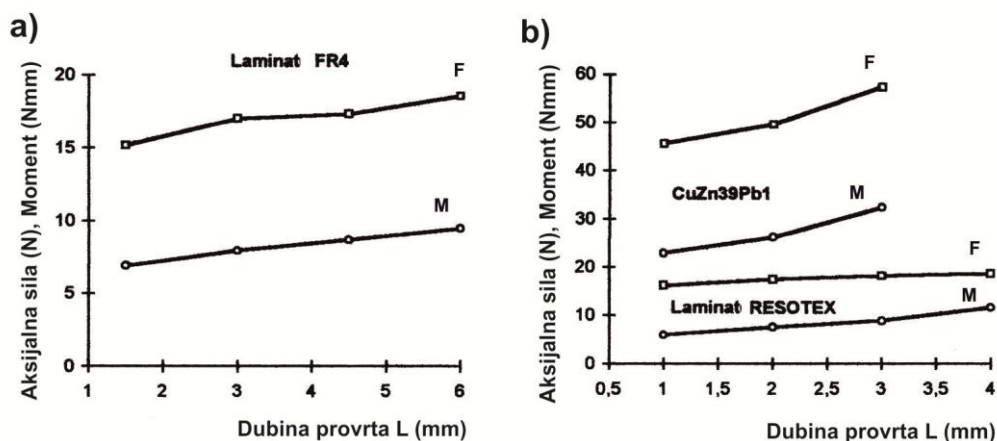 a)
Laminat FR4
Aksijalna sila (N), Moment (Nmm)
20
15
10
5
0
F
M
1 2 3 4 5 6
Dubina provrta L (mm)
b)
Aksijalna sila (N), Moment (Nmm)
60
50
40
30
20
10
0
F
CuZn39Pb1
M
F
Laminat RESOTEX
M
0,5 1 1,5 2 2,5 3 3,5 4
Dubina provrta L (mm)